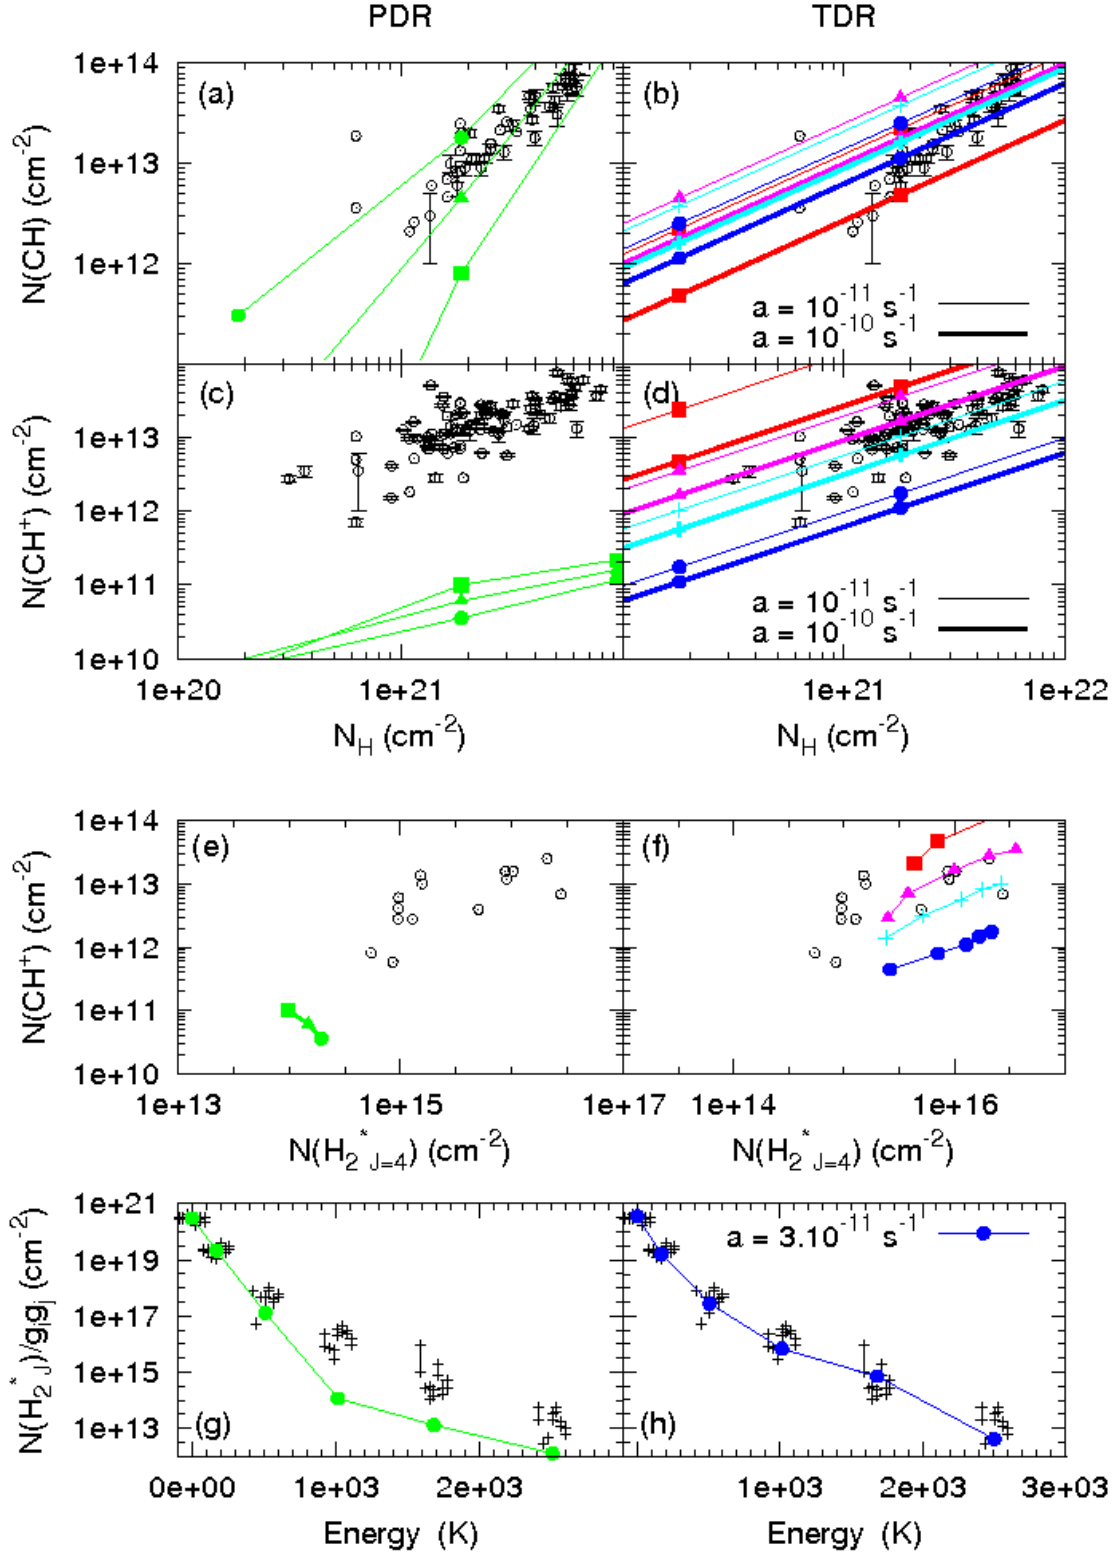 PDR TDR
1e+14
(a) (b)
1e+13
1e+12
N(CH) (cm-2)
a = 10-11 s-1
a = 10-10 s-1
(c) (d)
1e+13
1e+12
1e+11
1e+10
N(CH+) (cm-2)
a = 10-11 s-1
a = 10-10 s-1
1e+20 1e+21 1e+21 1e+22
NH (cm-2) NH (cm-2)
1e+14
(e) (f)
1e+13
1e+12
1e+11
1e+10
N(CH+) (cm-2)
1e+13 1e+15 1e+17 1e+14 1e+16
N(H2*J=4) (cm-2) N(H2*J=4) (cm-2)
1e+21
a = 3.10-11 s-1
1e+19
1e+17
1e+15
1e+13
(g) (h)
N(H2*J)/gIgj (cm-2)
0e+00 1e+03 2e+03 1e+03 2e+03 3e+03
Energy (K) Energy (K)